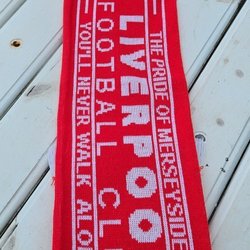 THE PRIDE OF MERSEYSIDE
LIVERPOO
FOOTBALL CL
YOU'LL NEVER WALK ALO